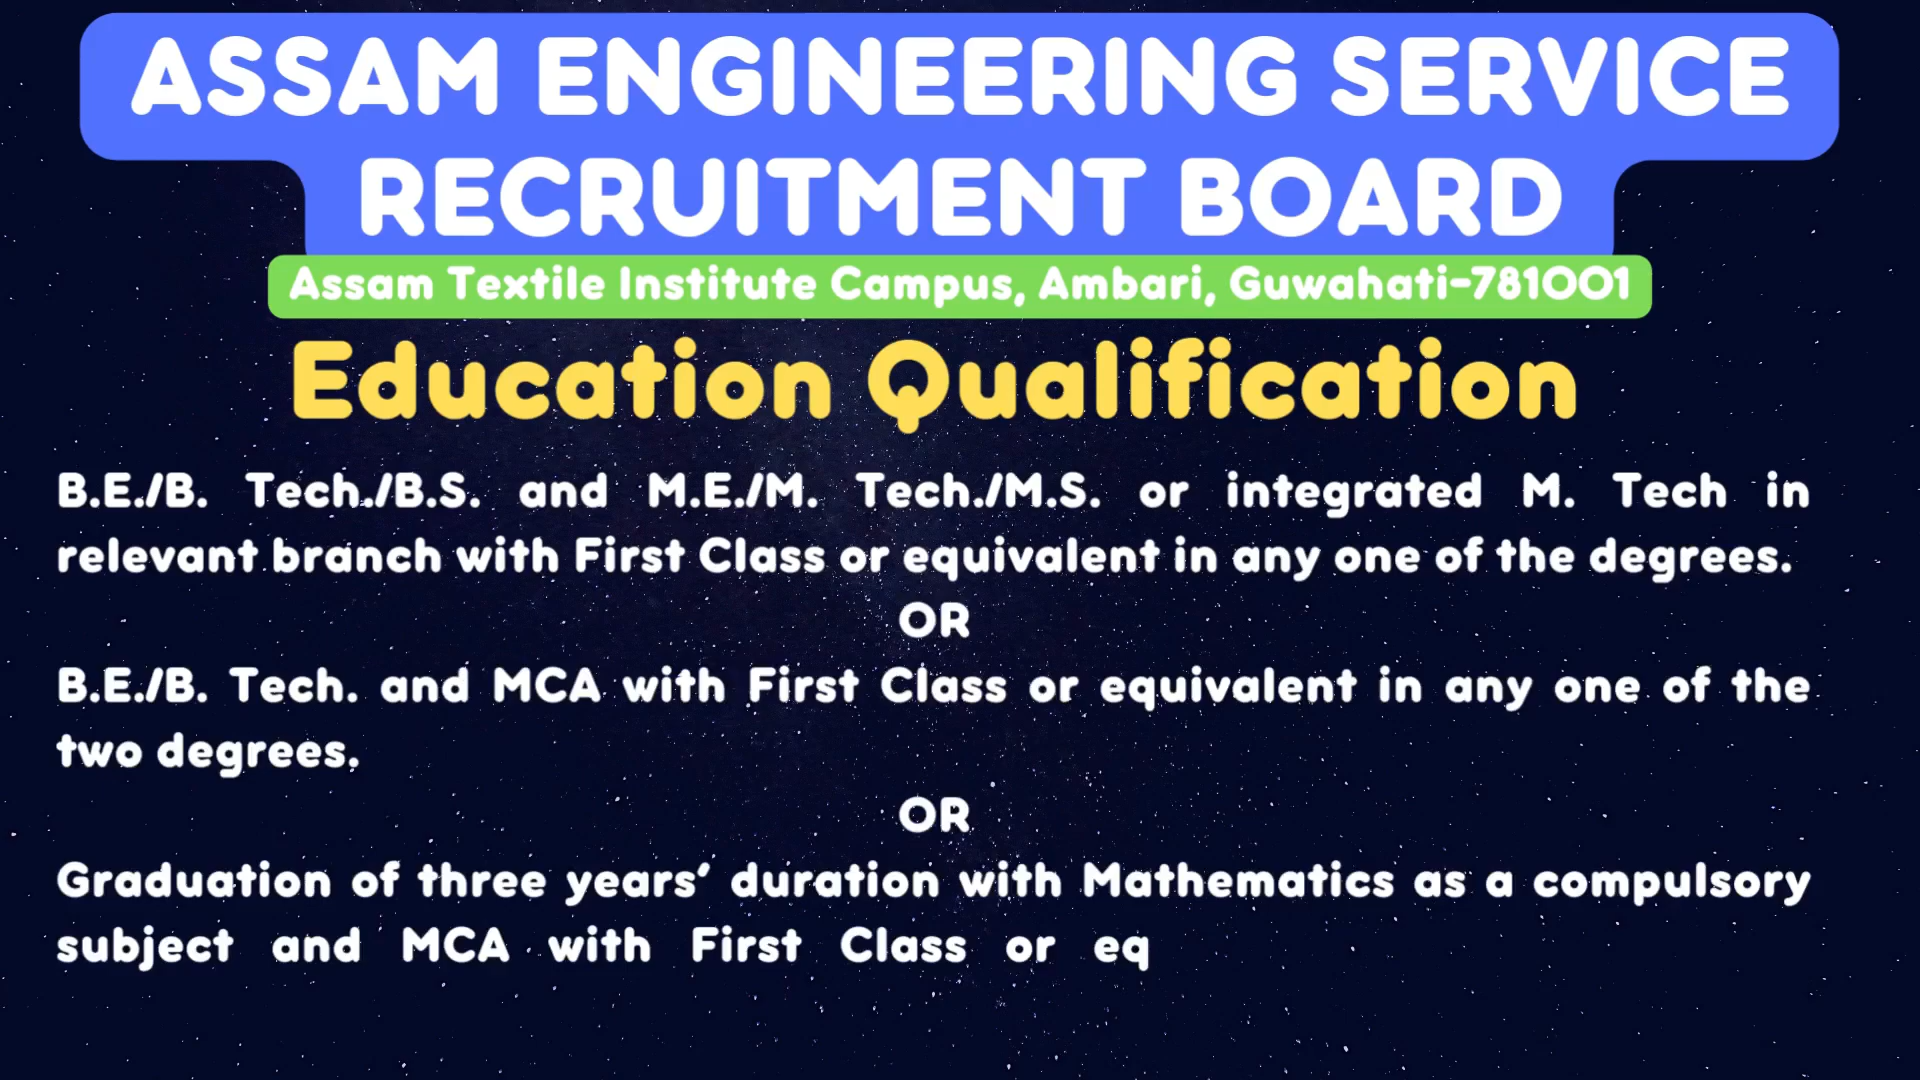 ASSAM ENGINEERING SERVICE
RECRUITMENT BOARD
Assam Textile Institute Campus, Ambari, Guwahati-781001
Education Qualification
B.E./B. Tech./B.S. and M.E./M. Tech./M.S. or integrated M. Tech in
relevant branch with First Class or equivalent in any one of the degrees.
OR
B.E./B. Tech. and MCA with First Class or equivalent in any one of the
two degrees.
OR
Graduation of three years’ duration with Mathematics as a compulsory
subject and MCA with First Class or eq